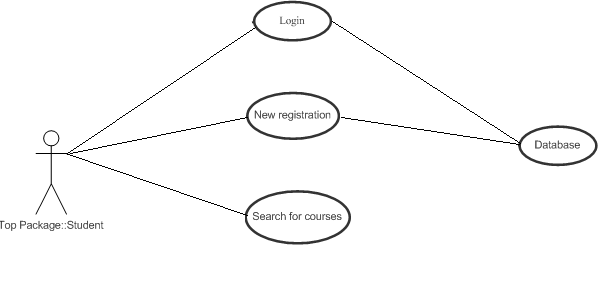 Login
New registration
Database
Search for courses
Top Package::Student